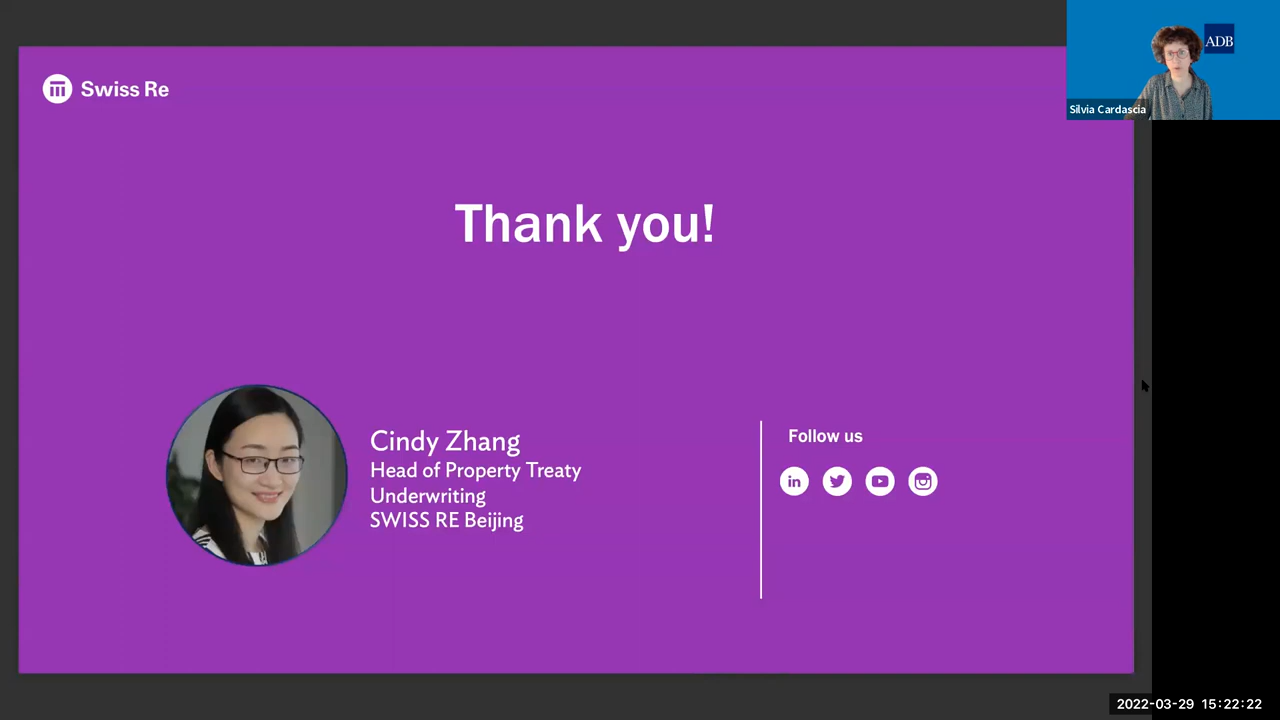 Swiss Re
ADB
Silvia Cardascia
Thank you!
Cindy Zhang
Head of Property Treaty
Underwriting
SWISS RE Beijing
Follow us
in
2022-03-29 15:22:22